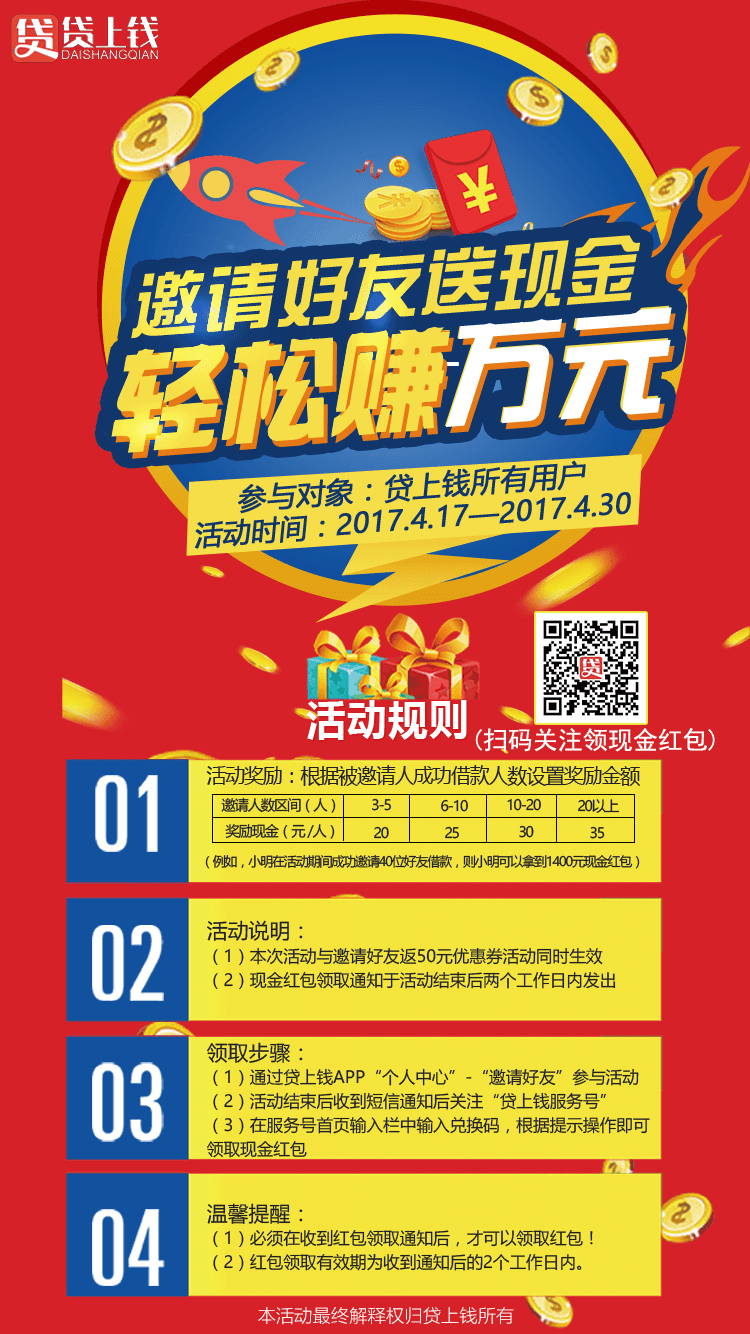 贷 贷上钱
DAISHANGQIAN
邀请好友送现金
轻松赚万元
参与对象：贷上钱所有用户
活动时间：2017.4.17—2017.4.30
贷
活动规则
(扫码关注领现金红包)
01
活动奖励：根据被邀请人成功借款人数设置奖励金额
邀请人数区间（人） 3-5 6-10 10-20 20以上
奖励现金（元/人） 20 25 30 35
（例如，小明在活动期间成功邀请40位好友借款，则小明可以拿到1400元现金红包）
02
活动说明：
（1）本次活动与邀请好友返50元优惠券活动同时生效
（2）现金红包领取通知于活动结束后两个工作日内发出
03
领取步骤：
（1）通过贷上钱APP“个人中心”-“邀请好友”参与活动
（2）活动结束后收到短信通知后关注“贷上钱服务号”
（3）在服务号首页输入栏中输入兑换码，根据提示操作即可
领取现金红包
04
温馨提醒：
（1）必须在收到红包领取通知后，才可以领取红包！
（2）红包领取有效期为收到通知后的2个工作日内。
本活动最终解释权归贷上钱所有